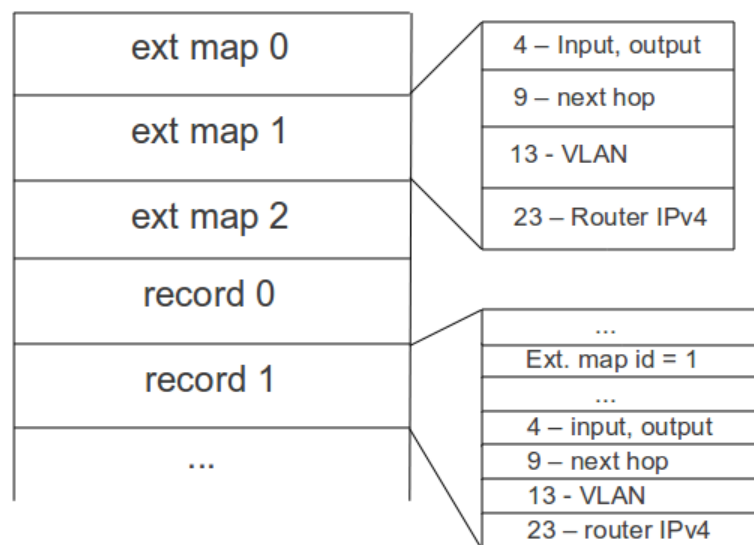 ext map 0
ext map 1
ext map 2
record 0
record 1
...
4 – Input, output
9 – next hop
13 - VLAN
23 – Router IPv4
...
Ext. map id = 1
...
4 – input, output
9 – next hop
13 - VLAN
23 – router IPv4